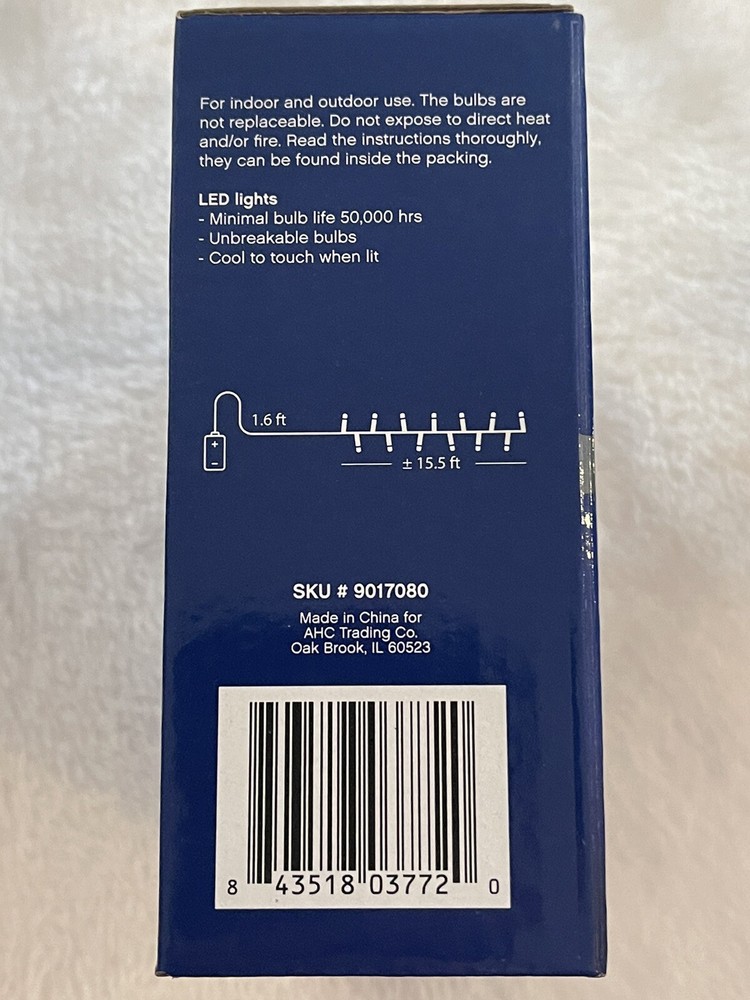 For indoor and outdoor use. The bulbs are
not replaceable. Do not expose to direct heat
and/or fire. Read the instructions thoroughly,
they can be found inside the packing.
LED lights
- Minimal bulb life 50,000 hrs
- Unbreakable bulbs
- Cool to touch when lit
1.6 ft
+
−
± 15.5 ft
SKU # 9017080
Made in China for
AHC Trading Co.
Oak Brook, IL 60523
8 43518 03772 0